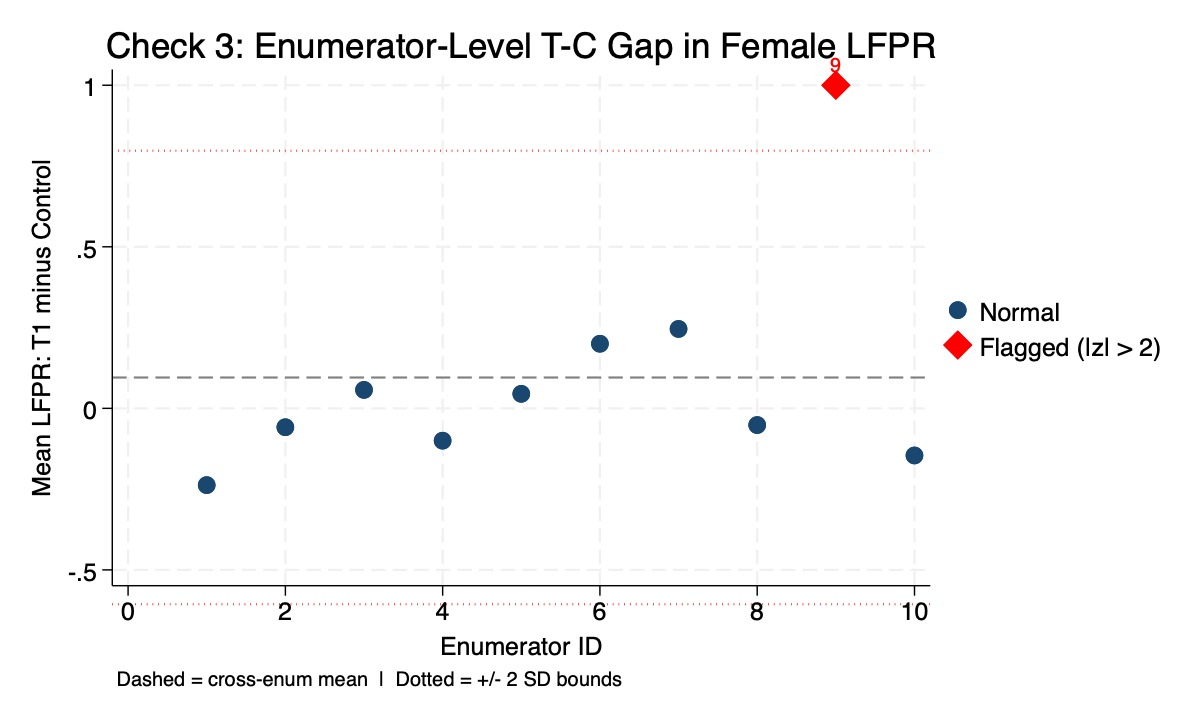 Check 3: Enumerator-Level T-C Gap in Female LFPR
9
1
.5
0
-.5
Mean LFPR: T1 minus Control
0 2 4 6 8 10
Enumerator ID
Normal
Flagged (|z| > 2)
Dashed = cross-enum mean | Dotted = +/- 2 SD bounds